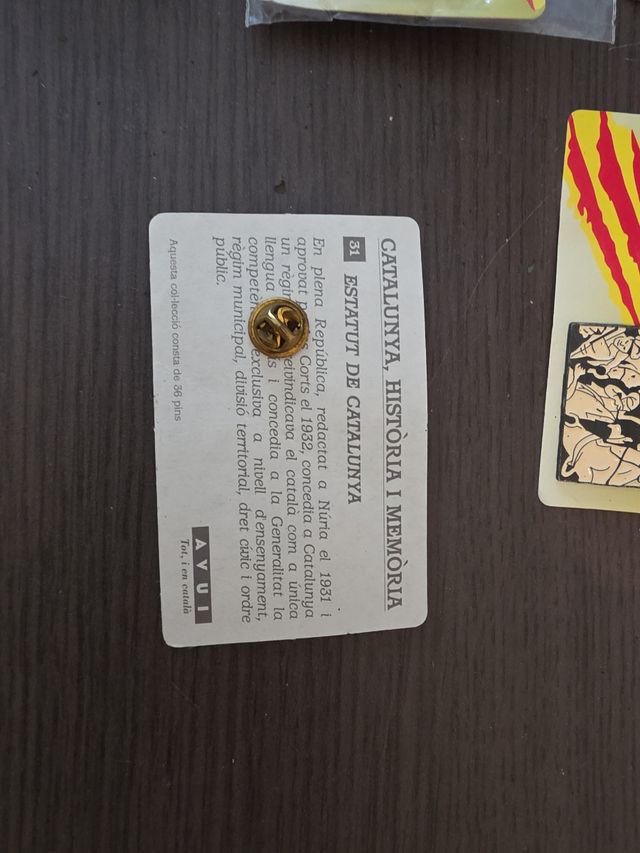 CATALUNYA, HISTÒRIA I MEMÒRIA
31 ESTATUT DE CATALUNYA
En plena República, redactat a Núria el 1931 i
aprovat Corts el 1932, concedia a Catalunya
un reivindicava el català com a única
llengua i concedia a la Generalitat la
exclusiva a nivell d'ensenyament,
règim municipal, divisió territorial, dret cívic i ordre
públic.
Aquesta col·lecció consta de 36 pins
AVUI
Tot, i en català